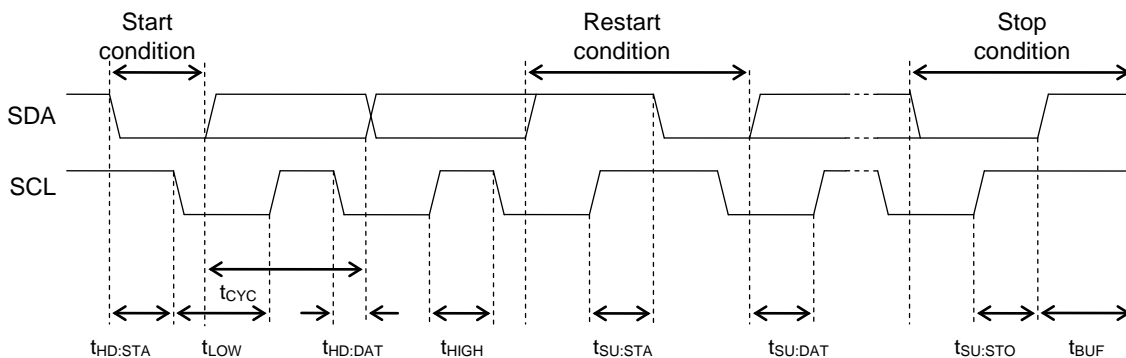 Start
condition
Restart
condition
Stop
condition
SDA
SCL
tCYC
tHD:STA
tLOW
tHD:DAT
tHIGH
tSU:STA
tSU:DAT
tSU:STO
tBUF